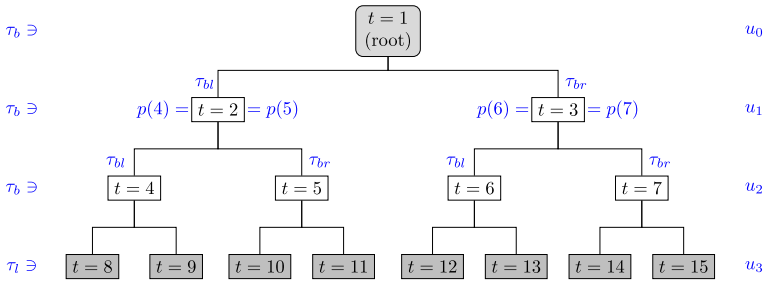 τ_b ∋ t = 1 (root) u_0
τ_bl τ_br
τ_b ∋ p(4) = t = 2 = p(5) p(6) = t = 3 = p(7) u_1
τ_bl τ_br τ_bl τ_br
τ_b ∋ t = 4 t = 5 t = 6 t = 7 u_2
τ_l ∋ t = 8 t = 9 t = 10 t = 11 t = 12 t = 13 t = 14 t = 15 u_3